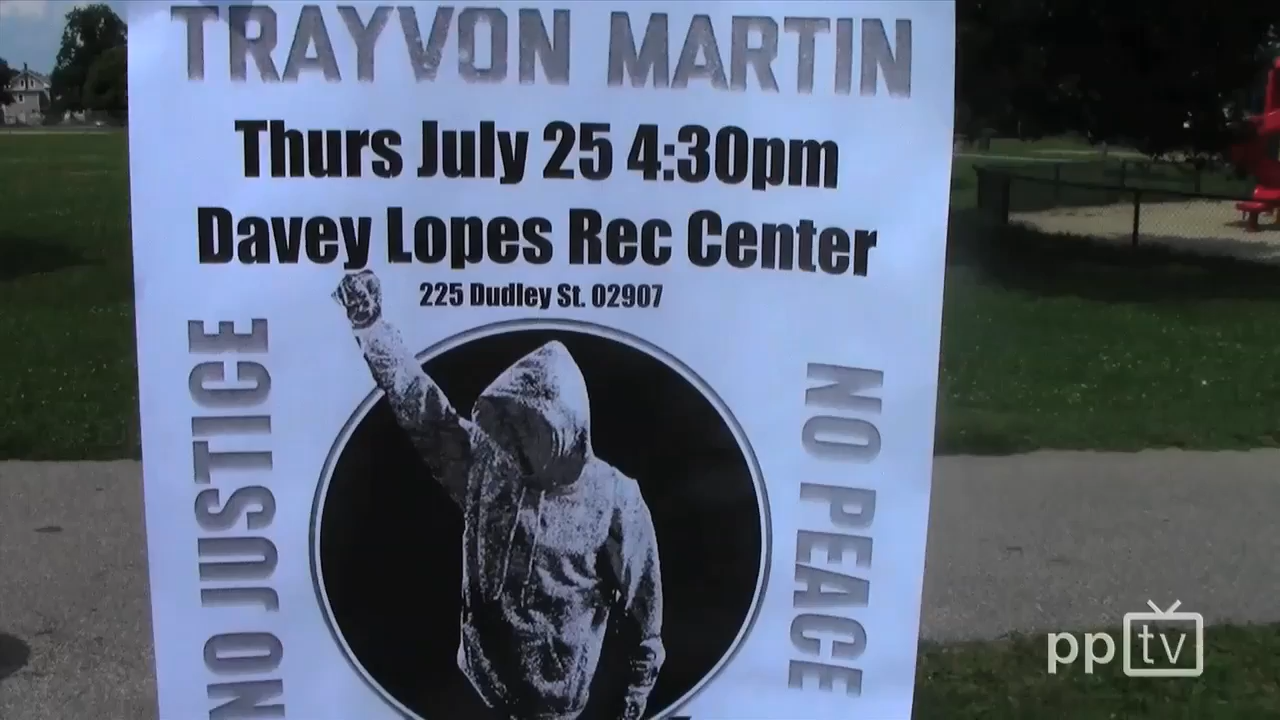 TRAYVON MARTIN
Thurs July 25 4:30pm
Davey Lopes Rec Center
225 Dudley St. 02907
NO JUSTICE
NO PEACE
pptv